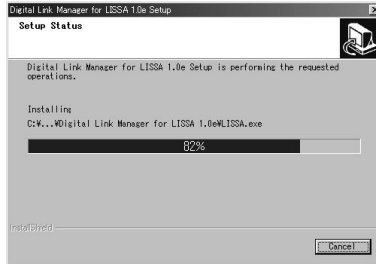 Digital Link Manager for LISSA 1.0e Setup
Setup Status
Digital Link Manager for LISSA 1.0e Setup is performing the requested
operations.
Installing
C:¥...¥Digital Link Manager for LISSA 1.0e¥LISSA.exe
82%
InstallShield
Cancel